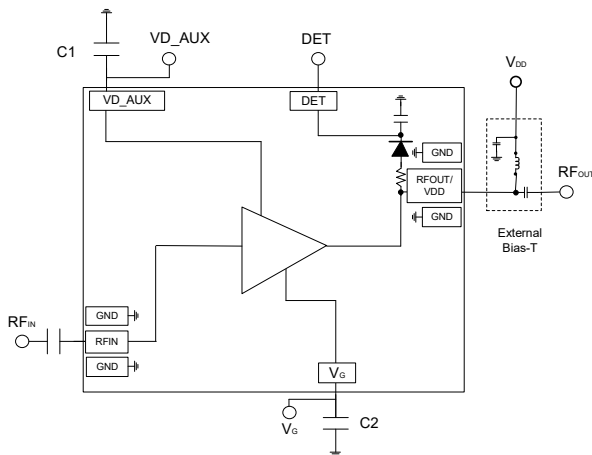 C1
VD_AUX
DET
VDD
VD_AUX
DET
GND
RFOUT/
VDD
GND
RFOUT
External
Bias-T
GND
RFIN
GND
RFIN
VG
VG
C2